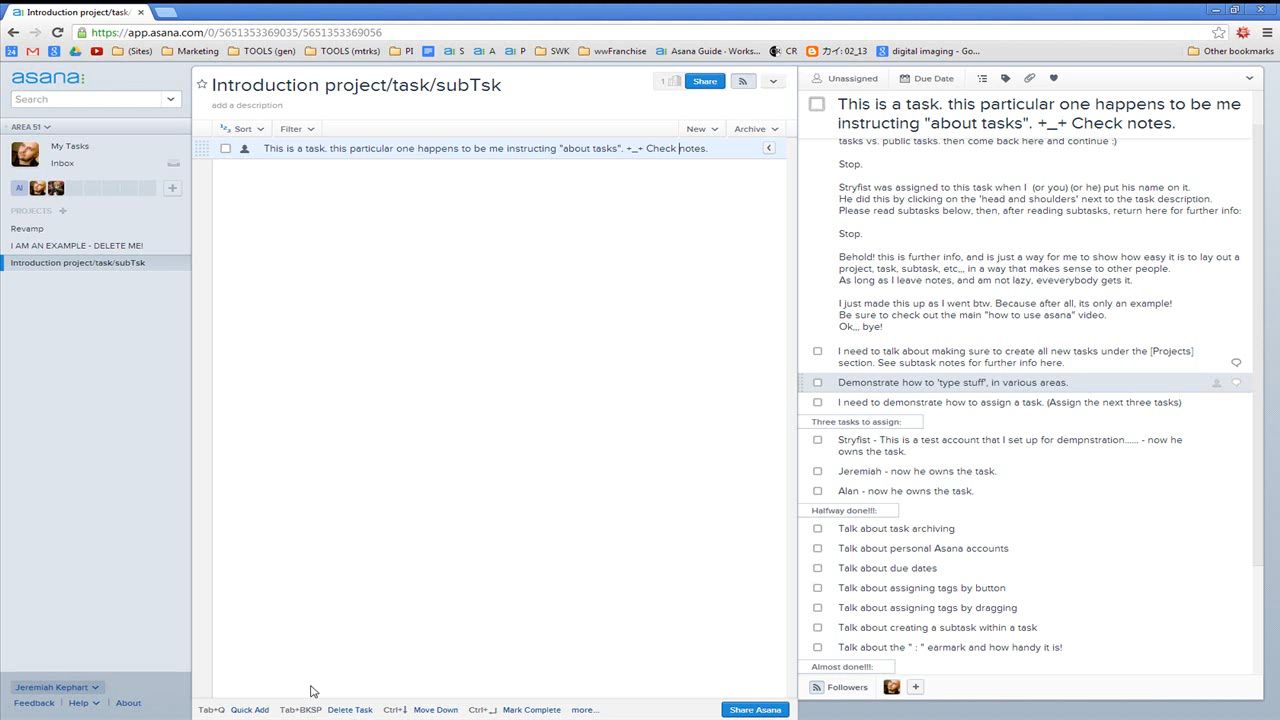 Introduction project/task/
https://app.asana.com/0/5651353369035/5651353369056
(Sites)
Marketing
TOOLS (gen)
TOOLS (mtrks)
PI
S
A
P
SWK
wwFranchise
Asana Guide - Works...
CR
カイ: 02_13
digital imaging - Go...
Other bookmarks
asana:
Search
AREA 51
My Tasks
Inbox
AI
PROJECTS +
Revamp
I AM AN EXAMPLE - DELETE ME!
Introduction project/task/subTsk
Jeremiah Kephart
Feedback
Help
About
Introduction project/task/subTsk
add a description
1
Share
Sort
Filter
New
Archive
This is a task. this particular one happens to be me instructing "about tasks". +_+ Check notes.
Tab+Q Quick Add
Tab+BKSP Delete Task
Ctrl+↓ Move Down
Ctrl+↵ Mark Complete
more...
Share Asana
Unassigned
Due Date
This is a task. this particular one happens to be me
instructing "about tasks". +_+ Check notes.
tasks vs. public tasks. then come back here and continue :)
Stop.
Stryfist was assigned to this task when I (or you) (or he) put his name on it.
He did this by clicking on the 'head and shoulders' next to the task description.
Please read subtasks below, then, after reading subtasks, return here for further info:
Stop.
Behold! this is further info, and is just a way for me to show how easy it is to lay out a
project, task, subtask, etc,,, in a way that makes sense to other people.
As long as I leave notes, and am not lazy, eveverybody gets it.
I just made this up as I went btw. Because after all, its only an example!
Be sure to check out the main "how to use asana" video.
Ok,,, bye!
I need to talk about making sure to create all new tasks under the [Projects]
section. See subtask notes for further info here.
Demonstrate how to 'type stuff', in various areas.
I need to demonstrate how to assign a task. (Assign the next three tasks)
Three tasks to assign:
Stryfist - This is a test account that I set up for dempnstration...... - now he
owns the task.
Jeremiah - now he owns the task.
Alan - now he owns the task.
Halfway done!!!:
Talk about task archiving
Talk about personal Asana accounts
Talk about due dates
Talk about assigning tags by button
Talk about assigning tags by dragging
Talk about creating a subtask within a task
Talk about the " : " earmark and how handy it is!
Almost done!!!:
Followers